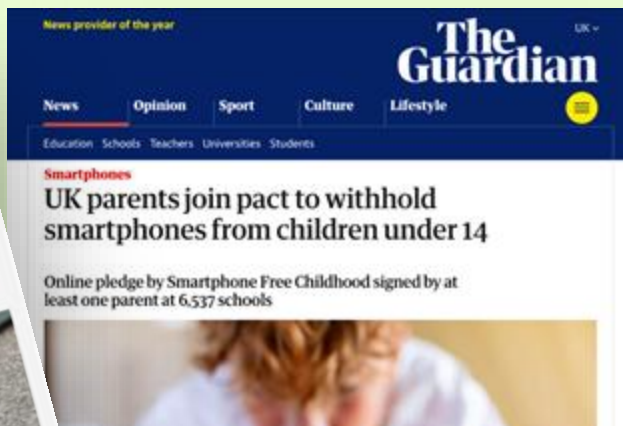 News provider of the year
UK
The
Guardian
News Opinion Sport Culture Lifestyle
Education Schools Teachers Universities Students
Smartphones
UK parents join pact to withhold
smartphones from children under 14
Online pledge by Smartphone Free Childhood signed by at
least one parent at 6,537 schools